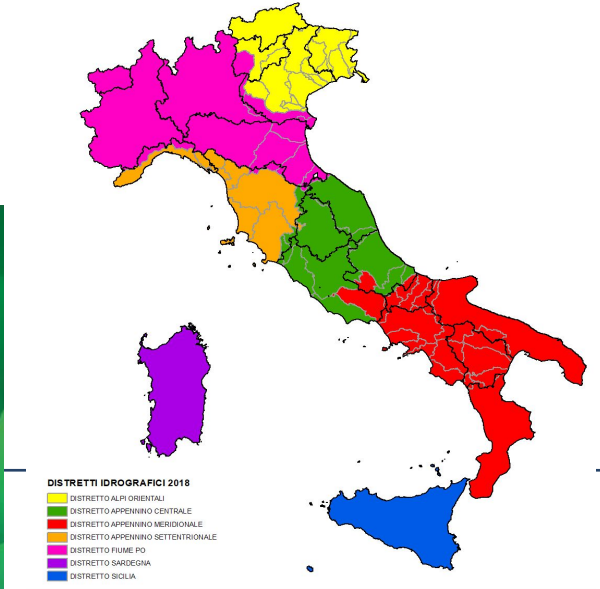 DISTRETTI IDROGRAFICI 2018
DISTRETTO ALPI ORIENTALI
DISTRETTO APPENNINO CENTRALE
DISTRETTO APPENNINO MERIDIONALE
DISTRETTO APPENNINO SETTENTRIONALE
DISTRETTO FIUME PO
DISTRETTO SARDEGNA
DISTRETTO SICILIA